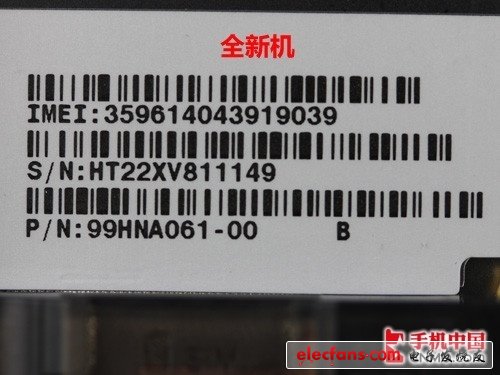 全新机
IMEI:359614043919039
S/N:HT22XV811149
P/N:99HNA061-00 B
手机中国
elecfans.com 电子发烧友